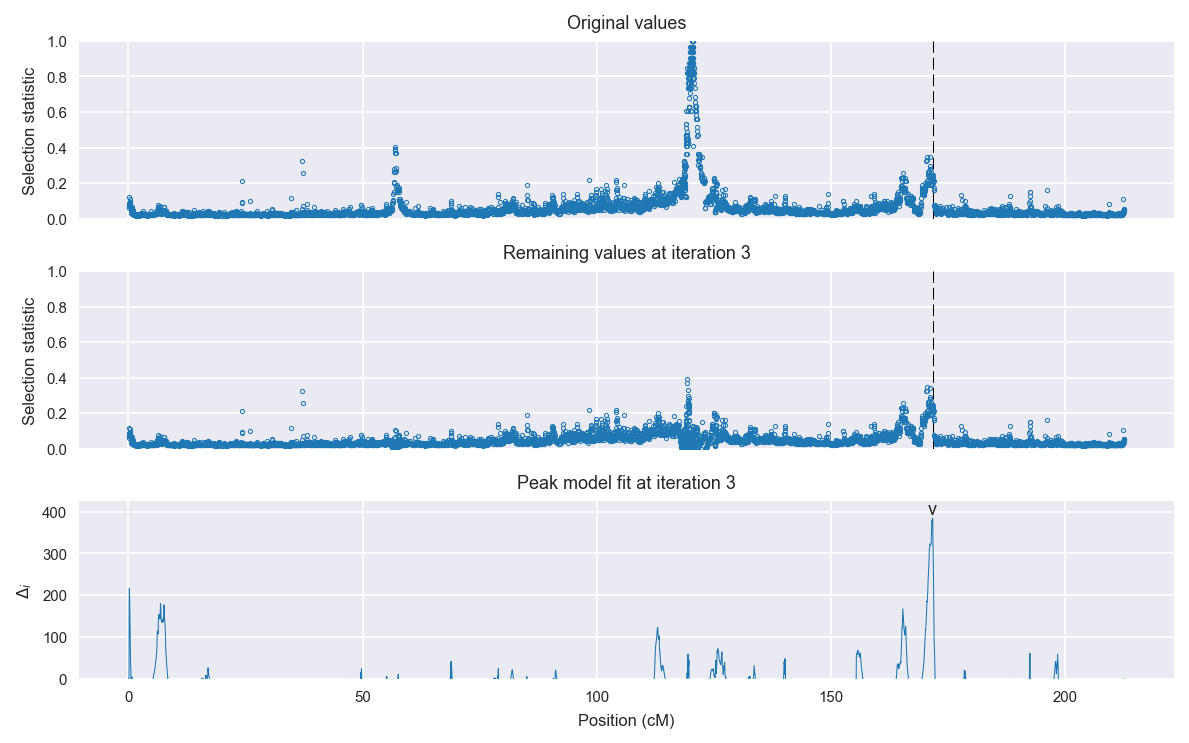 Original values
1.0
0.8
0.6
0.4
0.2
0.0
Selection statistic
Remaining values at iteration 3
1.0
0.8
0.6
0.4
0.2
0.0
Selection statistic
Peak model fit at iteration 3
v
400
300
200
100
0
Δi
0 50 100 150 200
Position (cM)